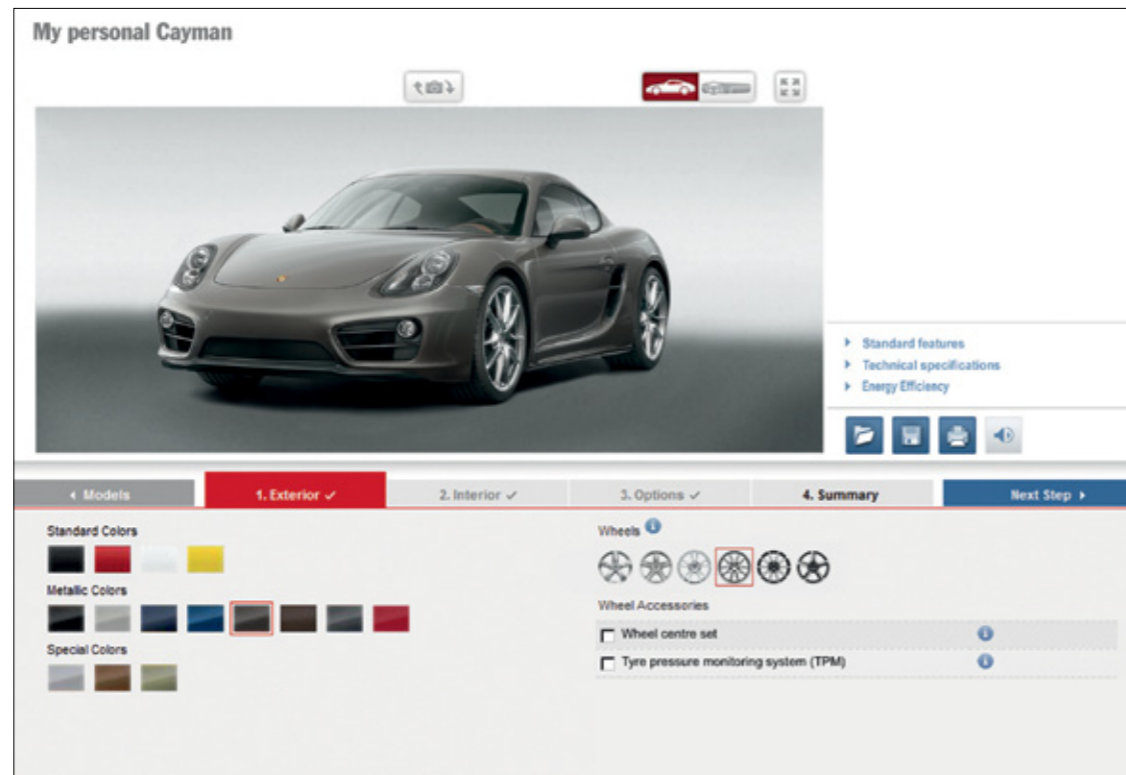 My personal Cayman
Standard features
Technical specifications
Energy Efficiency
Models
1. Exterior ✓
2. Interior ✓
3. Options ✓
4. Summary
Next Step
Standard Colors
Metallic Colors
Special Colors
Wheels
Wheel Accessories
Wheel centre set
Tyre pressure monitoring system (TPM)